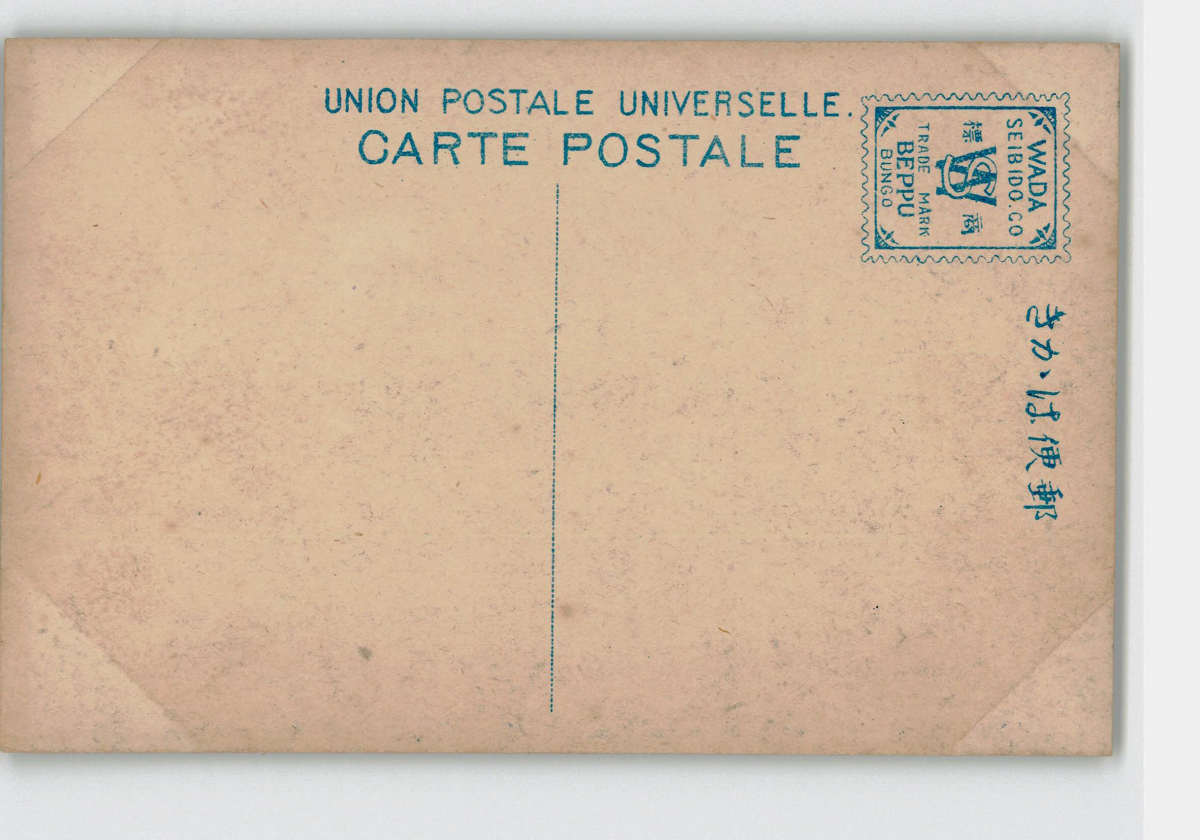 UNION POSTALE UNIVERSELLE.
CARTE POSTALE
WADA
SEIBIDO.CO
標 商
TRADE MARK
BEPPU
BUNGO
きかは便郵